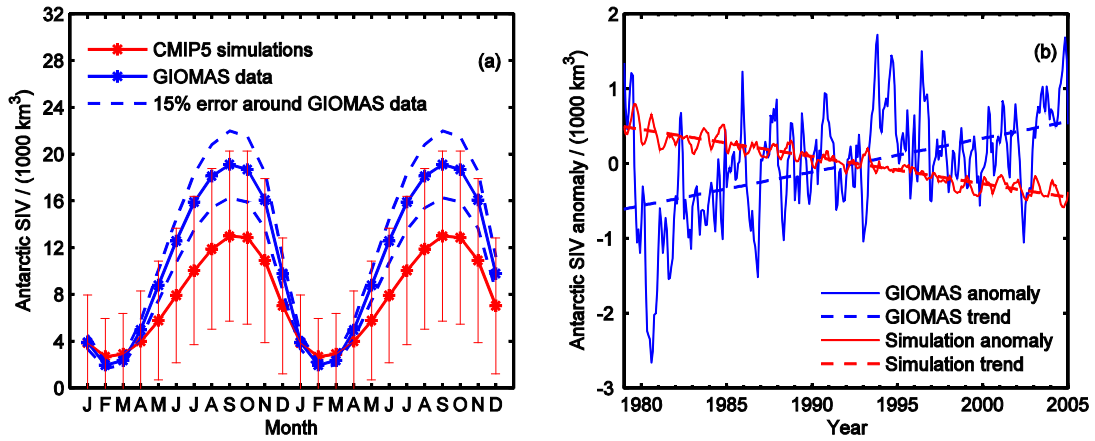 32
28
24
20
16
12
8
4
0
Antarctic SIV / (1000 km³)
CMIP5 simulations
GIOMAS data
15% error around GIOMAS data
(a)
J F M A M J J A S O N D J F M A M J J A S O N D
Month
2
1
0
-1
-2
-3
Antarctic SIV anomaly / (1000 km³)
(b)
GIOMAS anomaly
GIOMAS trend
Simulation anomaly
Simulation trend
1980 1985 1990 1995 2000 2005
Year